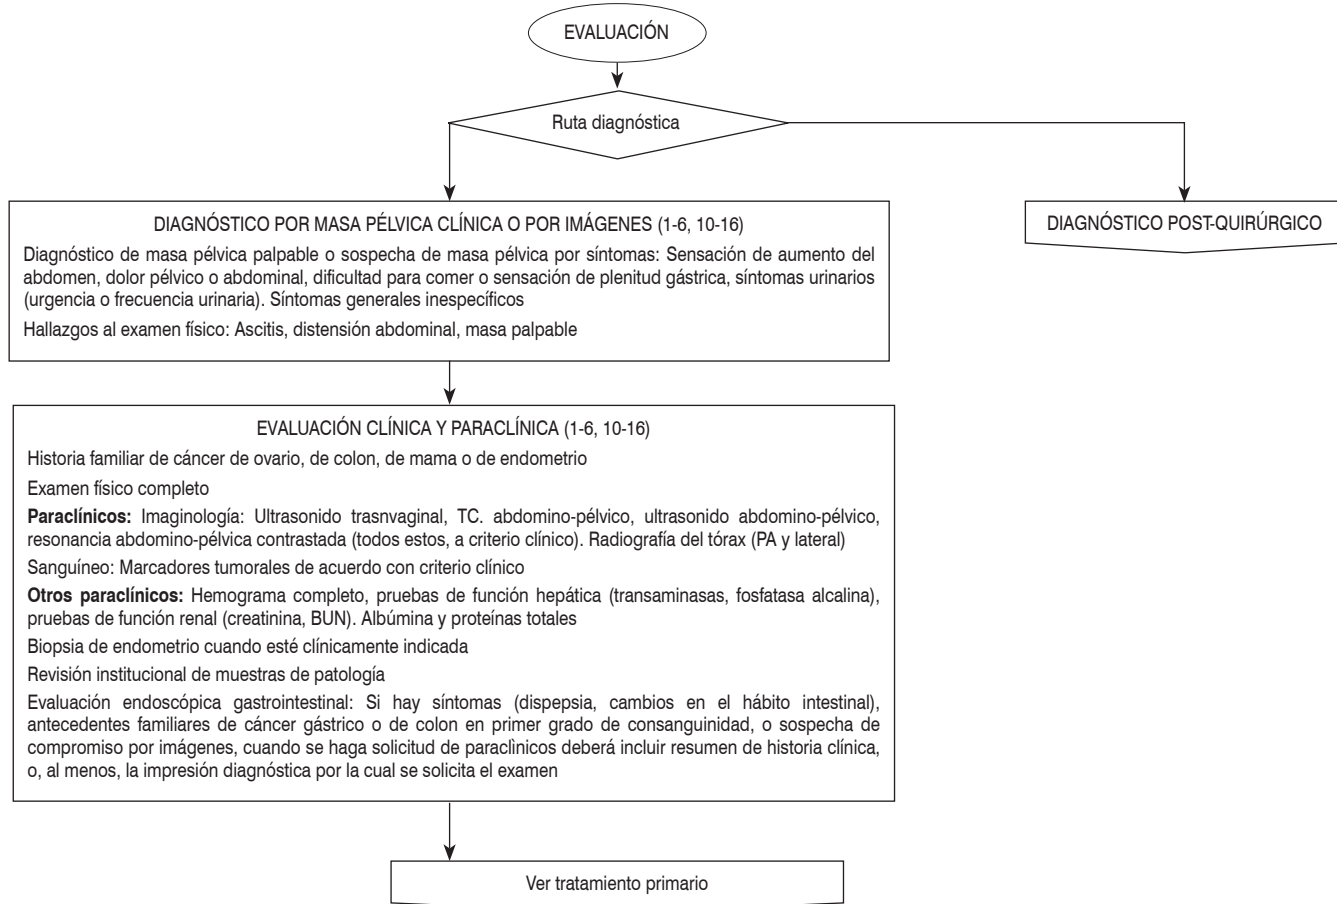 EVALUACIÓN
Ruta diagnóstica
DIAGNÓSTICO POR MASA PÉLVICA CLÍNICA O POR IMÁGENES (1-6, 10-16)
Diagnóstico de masa pélvica palpable o sospecha de masa pélvica por síntomas: Sensación de aumento del
abdomen, dolor pélvico o abdominal, dificultad para comer o sensación de plenitud gástrica, síntomas urinarios
(urgencia o frecuencia urinaria). Síntomas generales inespecíficos
Hallazgos al examen físico: Ascitis, distensión abdominal, masa palpable
DIAGNÓSTICO POST-QUIRÚRGICO
EVALUACIÓN CLÍNICA Y PARACLÍNICA (1-6, 10-16)
Historia familiar de cáncer de ovario, de colon, de mama o de endometrio
Examen físico completo
Paraclínicos: Imaginología: Ultrasonido trasnvaginal, TC. abdomino-pélvico, ultrasonido abdomino-pélvico,
resonancia abdomino-pélvica contrastada (todos estos, a criterio clínico). Radiografía del tórax (PA y lateral)
Sanguíneo: Marcadores tumorales de acuerdo con criterio clínico
Otros paraclínicos: Hemograma completo, pruebas de función hepática (transaminasas, fosfatasa alcalina),
pruebas de función renal (creatinina, BUN). Albúmina y proteínas totales
Biopsia de endometrio cuando esté clínicamente indicada
Revisión institucional de muestras de patología
Evaluación endoscópica gastrointestinal: Si hay síntomas (dispepsia, cambios en el hábito intestinal),
antecedentes familiares de cáncer gástrico o de colon en primer grado de consanguinidad, o sospecha de
compromiso por imágenes, cuando se haga solicitud de paraclìnicos deberá incluir resumen de historia clínica,
o, al menos, la impresión diagnóstica por la cual se solicita el examen
Ver tratamiento primario